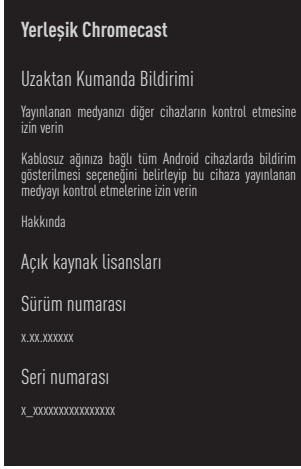 Yerleşik Chromecast
Uzaktan Kumanda Bildirimi
Yayınlanan medyanızı diğer cihazların kontrol etmesine
izin verin
Kablosuz ağınıza bağlı tüm Android cihazlarda bildirim
gösterilmesi seçeneğini belirleyip bu cihaza yayınlanan
medyayı kontrol etmelerine izin verin
Hakkında
Açık kaynak lisansları
Sürüm numarası
x.xx.xxxxxx
Seri numarası
x_xxxxxxxxxxxxxxxx